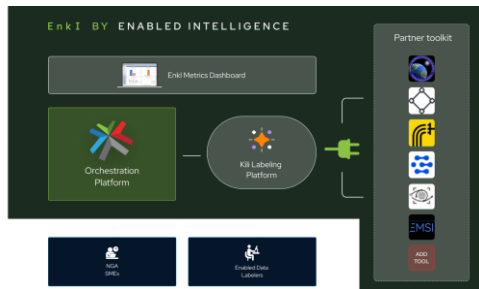 EnkI BY ENABLED INTELLIGENCE
Partner toolkit
EnkI Metrics Dashboard
Orchestration
Platform
Kili Labeling
Platform
EMSI
ADD
TOOL
NGA
SMEs
Enabled Data
Labelers